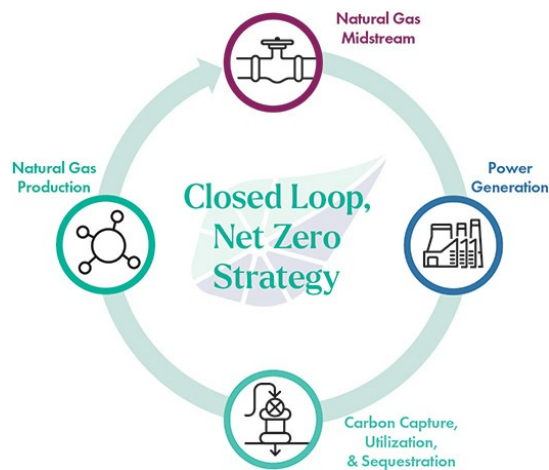 Natural Gas
Midstream
Natural Gas
Production
Closed Loop,
Net Zero
Strategy
Power
Generation
Carbon Capture,
Utilization,
& Sequestration